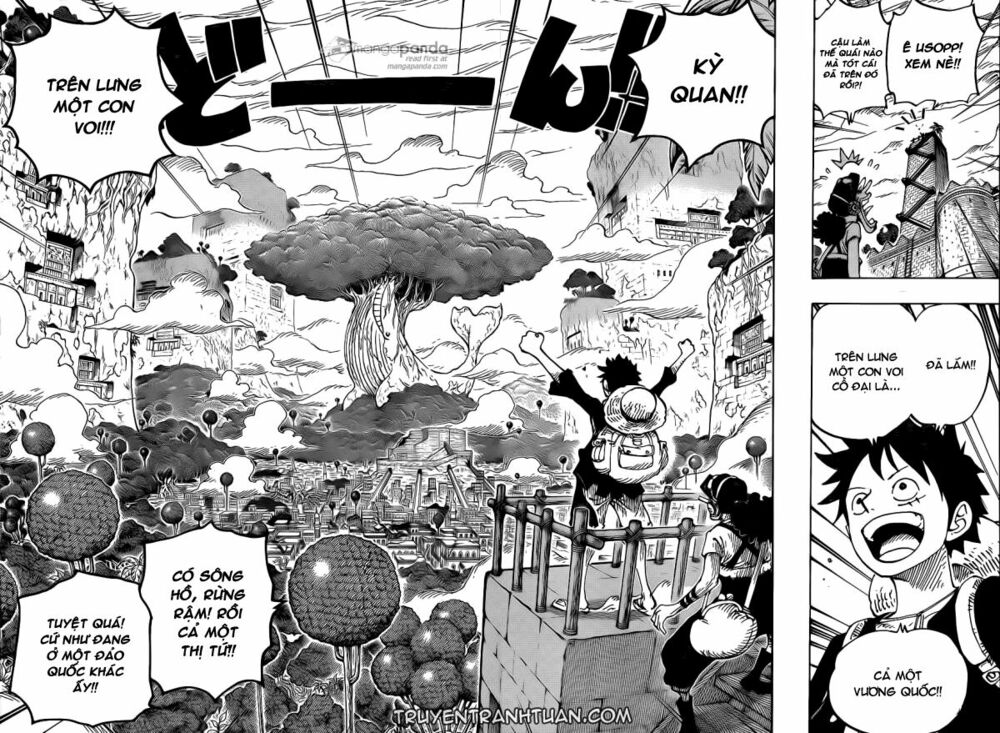 Ê USOPP!
XEM NÈ!!
CẬU LÀM
THẾ QUÁI NÀO
MÀ TÓT CÁI
ĐÃ TRÊN ĐÓ
RỒI?!
ĐÃ LẮM!!
TRÊN LƯNG
MỘT CON VOI
CỔ ĐẠI LÀ...
CẢ MỘT
VƯƠNG QUỐC!!
KỲ
QUAN!!
ど——ん!!
mangapanda
read first at
mangapanda.com
TRÊN LƯNG
MỘT CON
VOI!!!
CÓ SÔNG
HỒ, RỪNG
RẬM! RỒI
CẢ MỘT
THỊ TỨ!!
TUYỆT QUÁ!
CỨ NHƯ ĐANG
Ở MỘT ĐẢO
QUỐC KHÁC
ẤY!!
TRUYENTRANHTUAN.COM